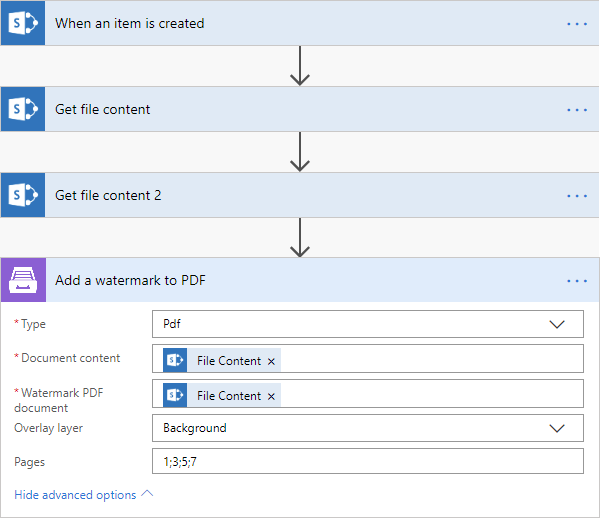 When an item is created
Get file content
Get file content 2
Add a watermark to PDF
* Type
Pdf
* Document content
File Content ×
* Watermark PDF
document
File Content ×
Overlay layer
Background
Pages
1;3;5;7
Hide advanced options